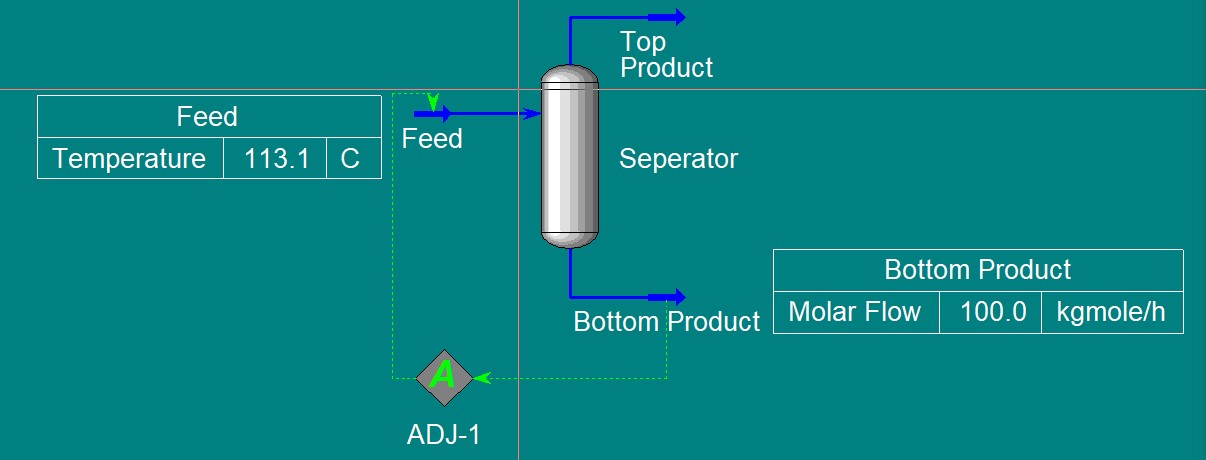 Top
Product
Feed
Temperature 113.1 C
Feed
Seperator
Bottom Product
Molar Flow 100.0 kgmole/h
Bottom Product
A
ADJ-1